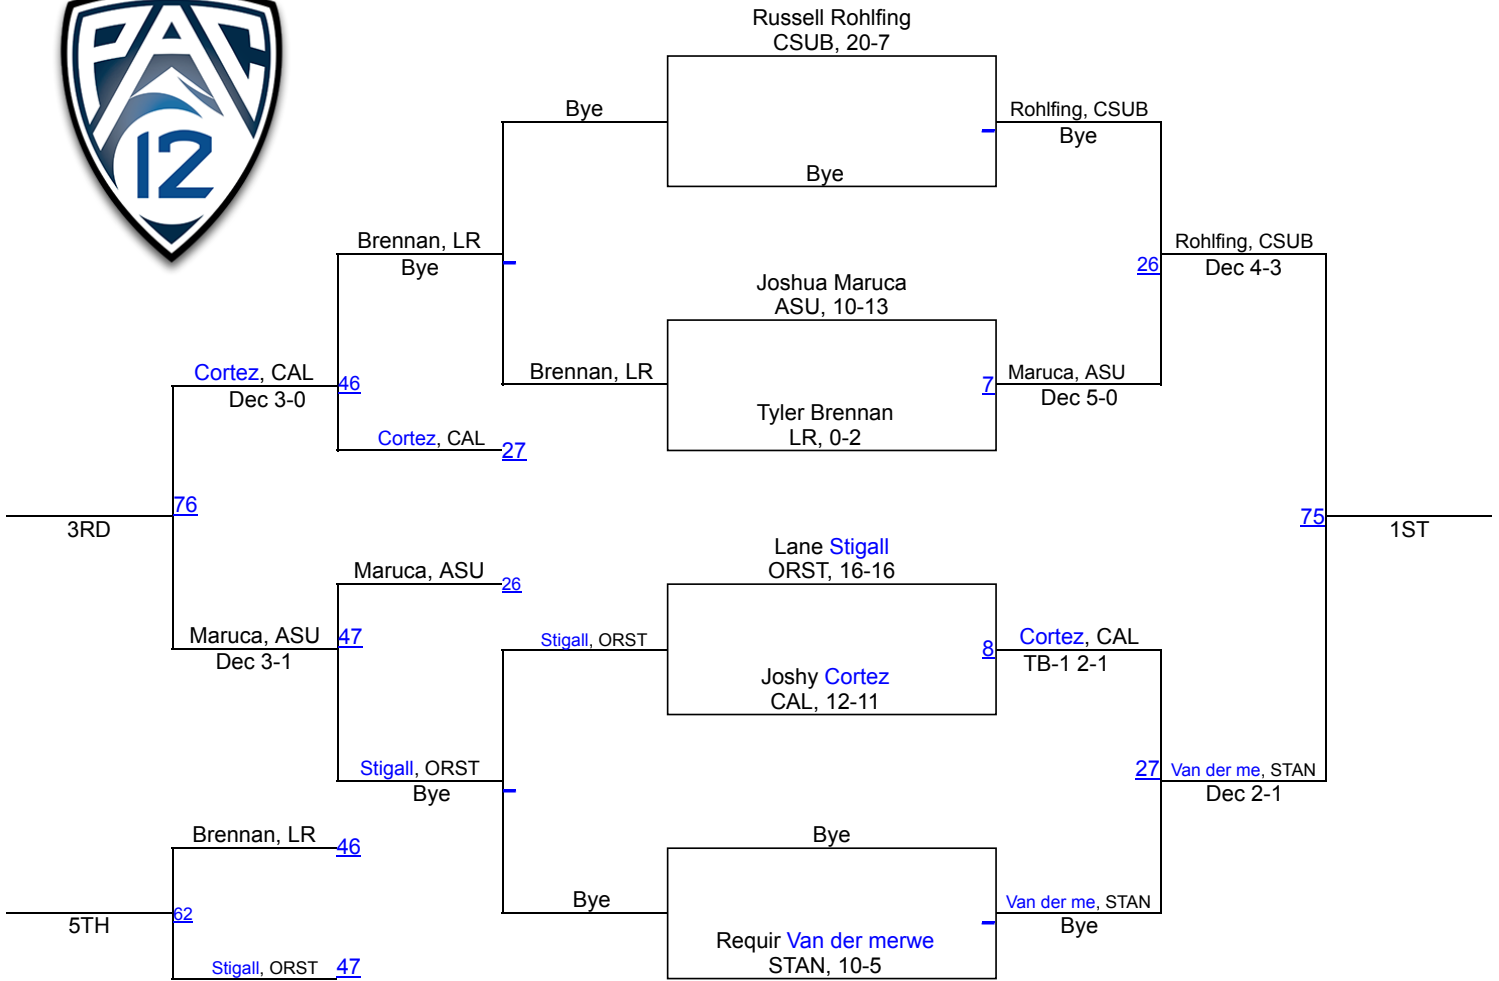 PAC
12
Russell Rohlfing
CSUB, 20-7
Bye
Rohlfing, CSUB
Bye
Bye
Brennan, LR
Bye
Rohlfing, CSUB
26
Dec 4-3
Joshua Maruca
ASU, 10-13
Cortez, CAL
46
Dec 3-0
Brennan, LR
7
Maruca, ASU
Dec 5-0
Tyler Brennan
LR, 0-2
Cortez, CAL
27
76
3RD
75
1ST
Lane Stigall
ORST, 16-16
Maruca, ASU
26
Maruca, ASU
47
Dec 3-1
Stigall, ORST
8
Cortez, CAL
TB-1 2-1
Joshy Cortez
CAL, 12-11
Stigall, ORST
Bye
27
Van der me, STAN
Dec 2-1
Brennan, LR
46
Bye
Bye
Van der me, STAN
Bye
62
5TH
Requir Van der merwe
STAN, 10-5
Stigall, ORST
47